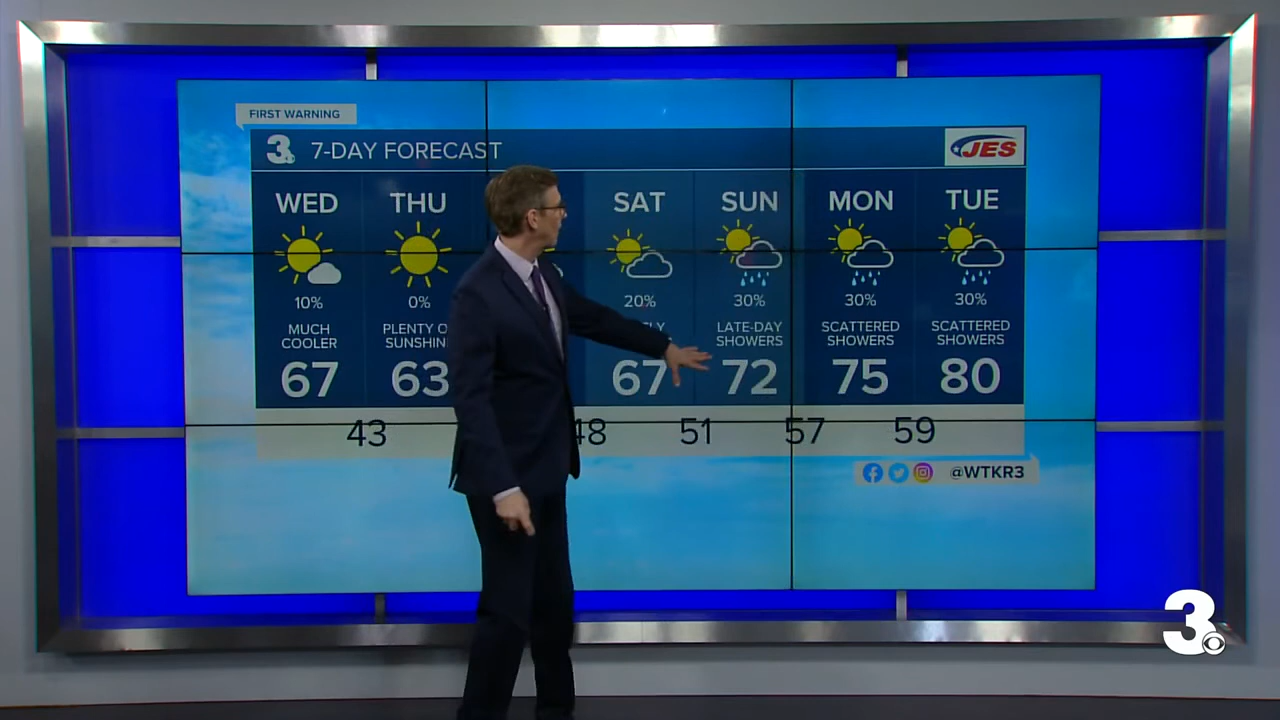 FIRST WARNING
3 7-DAY FORECAST
JES
WED THU SAT SUN MON TUE
10% 0% 20% 30% 30% 30%
MUCH COOLER
PLENTY O
SUNSHIN
LATE-DAY SHOWERS
SCATTERED SHOWERS
SCATTERED SHOWERS
67 63 67 72 75 80
43 48 51 57 59
@WTKR3
3